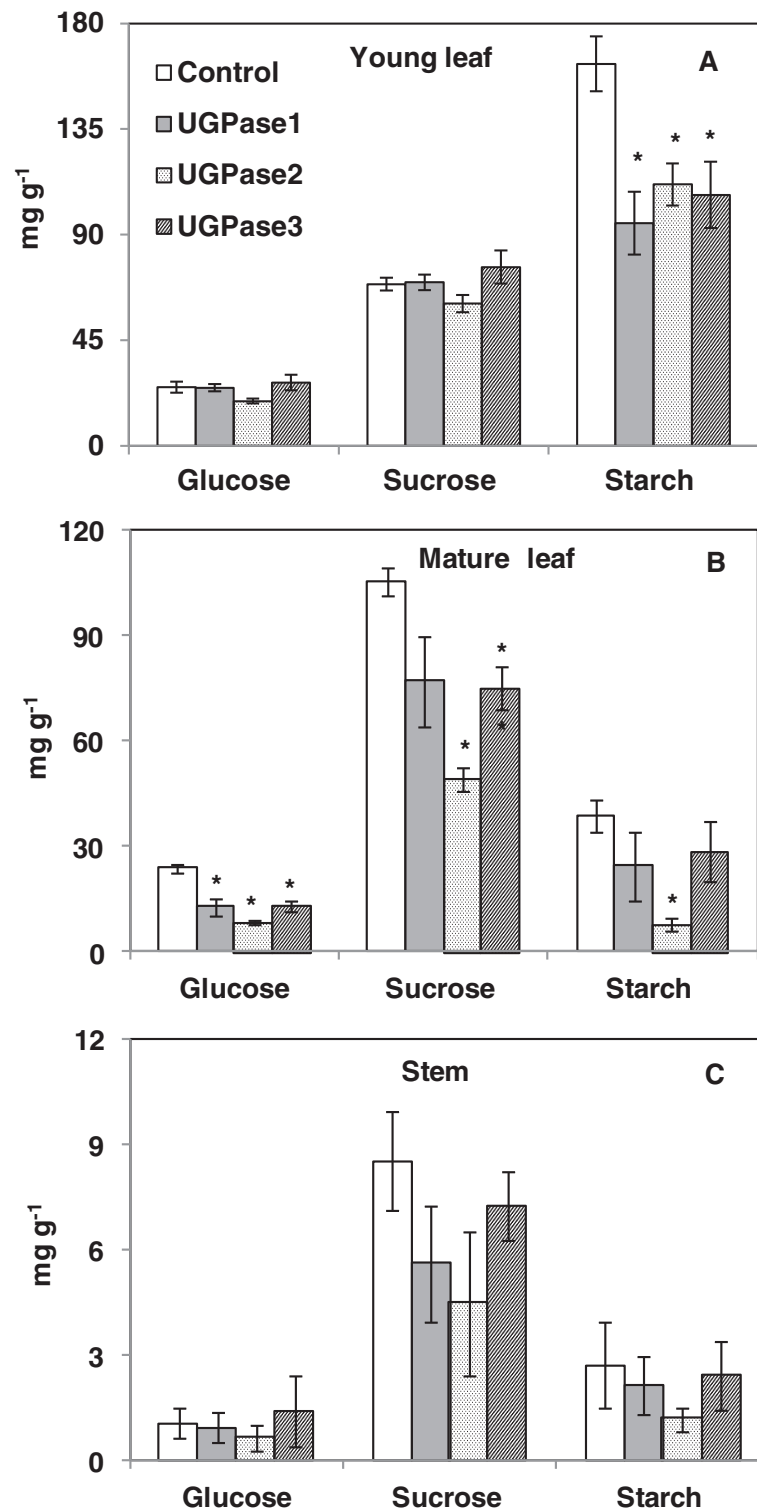 180
135
90
45
0
mg g-1
Young leaf
A
Control
UGPase1
UGPase2
UGPase3
* * *
Glucose Sucrose Starch
120
90
60
30
0
mg g-1
Mature leaf
B
* * *
* * *
*
Glucose Sucrose Starch
12
9
6
3
0
mg g-1
Stem
C
Glucose Sucrose Starch